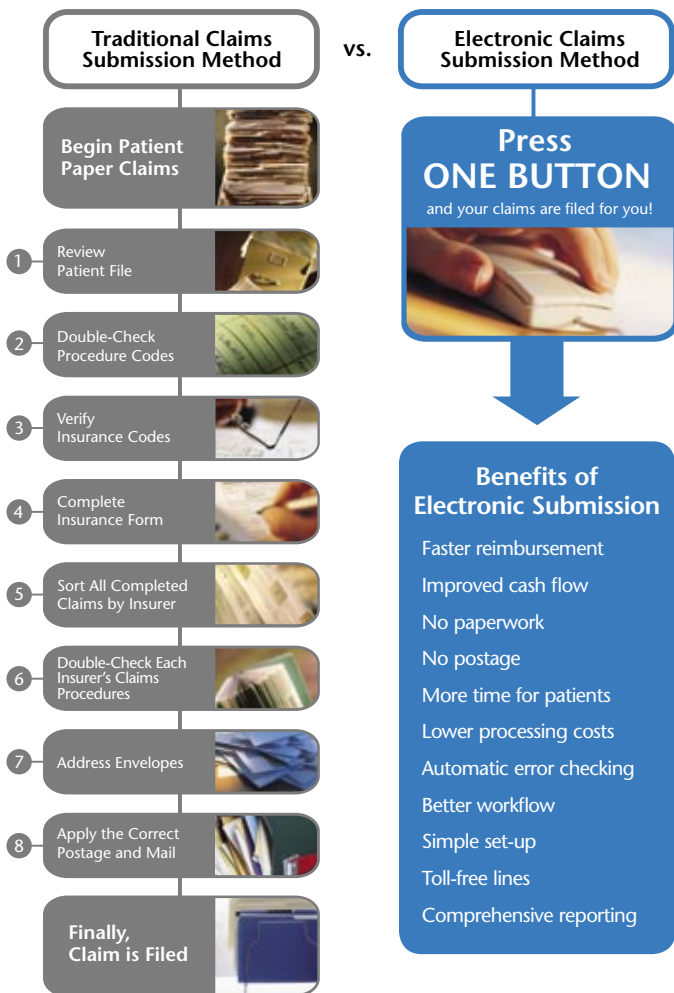 Traditional Claims
Submission Method
vs.
Electronic Claims
Submission Method
Begin Patient
Paper Claims
1
Review
Patient File
2
Double-Check
Procedure Codes
3
Verify
Insurance Codes
4
Complete
Insurance Form
5
Sort All Completed
Claims by Insurer
6
Double-Check Each
Insurer's Claims
Procedures
7
Address Envelopes
8
Apply the Correct
Postage and Mail
Finally,
Claim is Filed
Press
ONE BUTTON
and your claims are filed for you!
Benefits of
Electronic Submission
Faster reimbursement
Improved cash flow
No paperwork
No postage
More time for patients
Lower processing costs
Automatic error checking
Better workflow
Simple set-up
Toll-free lines
Comprehensive reporting